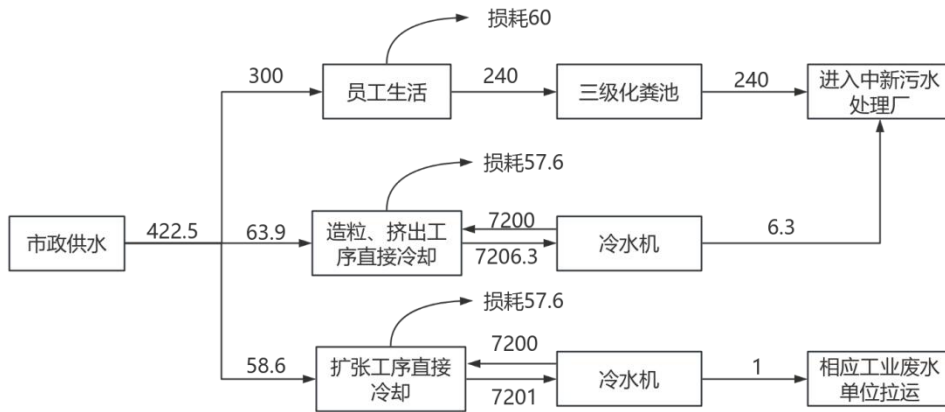 损耗60
300
员工生活
240
三级化粪池
240
进入中新污水
处理厂
损耗57.6
市政供水
422.5
63.9
造粒、挤出工
序直接冷却
7200
7206.3
冷水机
6.3
损耗57.6
58.6
扩张工序直接
冷却
7200
7201
冷水机
1
相应工业废水
单位拉运